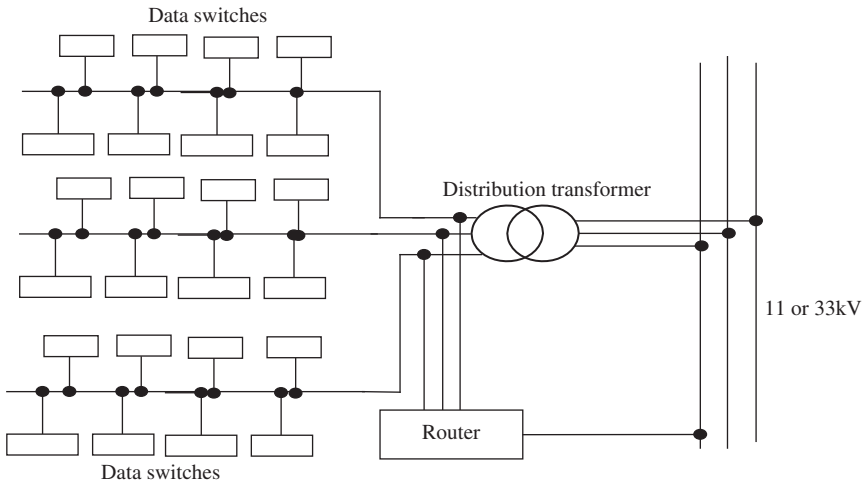 Data switches
Distribution transformer
11 or 33kV
Router
Data switches